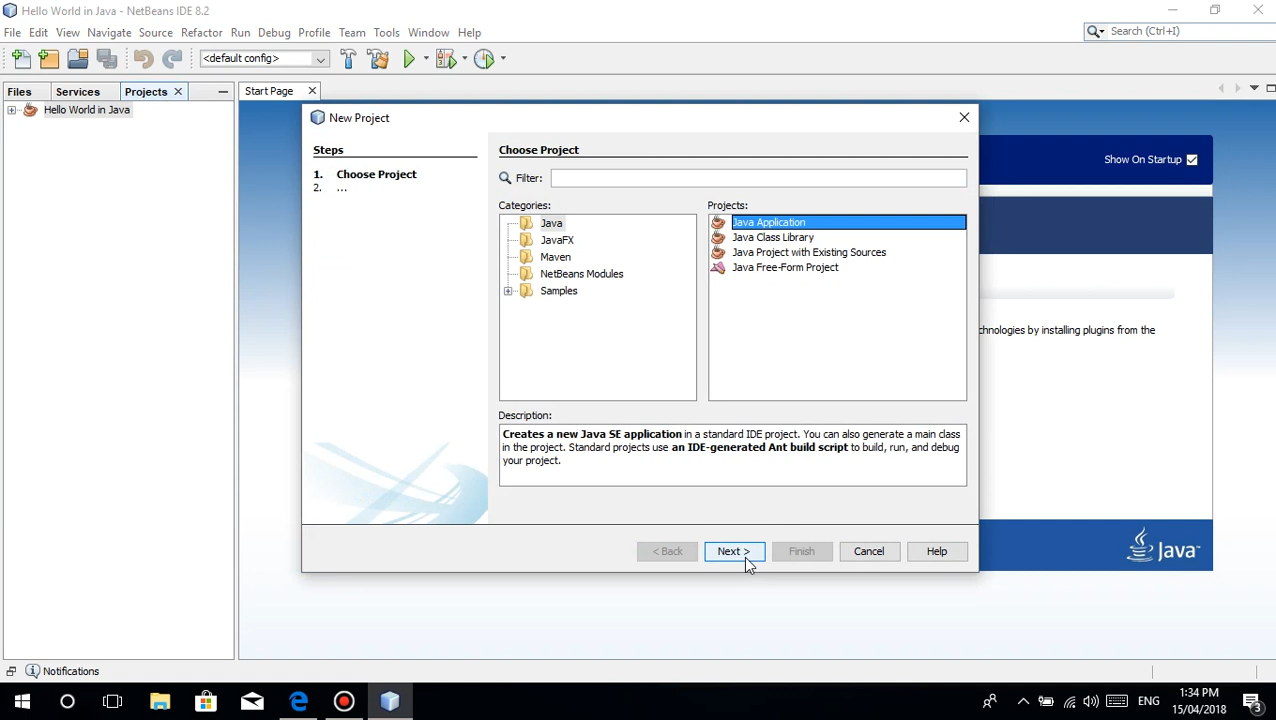 Hello World in Java - NetBeans IDE 8.2
File Edit View Navigate Source Refactor Run Debug Profile Team Tools Window Help
Search (Ctrl+I)
<default config>
Files Services Projects
Start Page
Hello World in Java
New Project
Show On Startup
Steps
1. Choose Project
2. ...
Choose Project
Filter:
Categories:
Projects:
Java
JavaFX
Maven
NetBeans Modules
Samples
Java Application
Java Class Library
Java Project with Existing Sources
Java Free-Form Project
chnologies by installing plugins from the
Description:
Creates a new Java SE application in a standard IDE project. You can also generate a main class
in the project. Standard projects use an IDE-generated Ant build script to build, run, and debug
your project.
< Back
Next >
Finish
Cancel
Help
Java™
Notifications
ENG
1:34 PM
15/04/2018
3